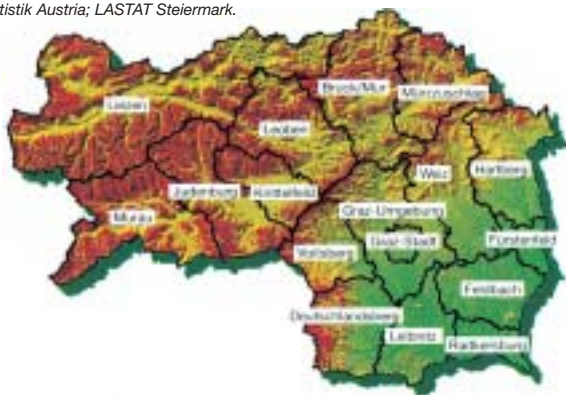 tistik Austria; LASTAT Steiermark.
Bruck/Mur
Mürzzuschlag
Liezen
Leoben
Weiz
Hartberg
Judenburg
Knittelfeld
Murau
Graz-Umgebung
Graz-Stadt
Fürstenfeld
Voitsberg
Feldbach
Deutschlandsberg
Leibnitz
Radkersburg